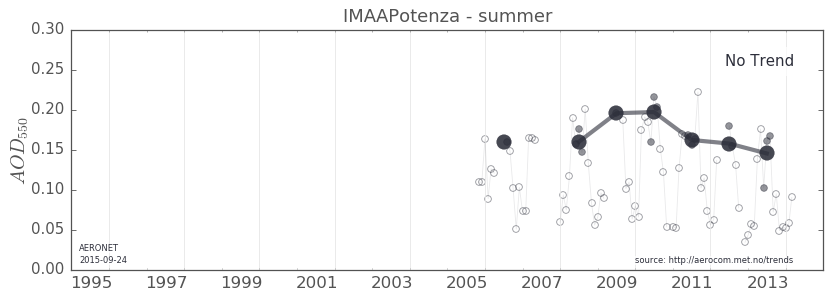 IMAAPotenza - summer
0.30
0.25
0.20
0.15
0.10
0.05
0.00
AOD550
No Trend
AERONET
2015-09-24
source: http://aerocom.met.no/trends
1995 1997 1999 2001 2003 2005 2007 2009 2011 2013